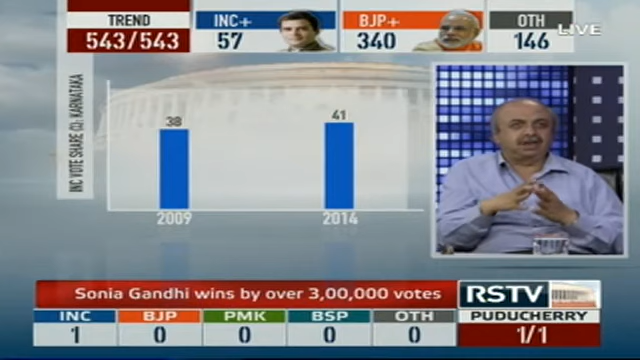 TREND
543/543
INC+
57
BJP+
340
OTH
146
LIVE
INC VOTE SHARE (%): KARNATAKA
38
41
2009
2014
Sonia Gandhi wins by over 3,00,000 votes
RSTV
INC
BJP
PMK
BSP
OTH
PUDUCHERRY
1
0
0
0
0
1/1